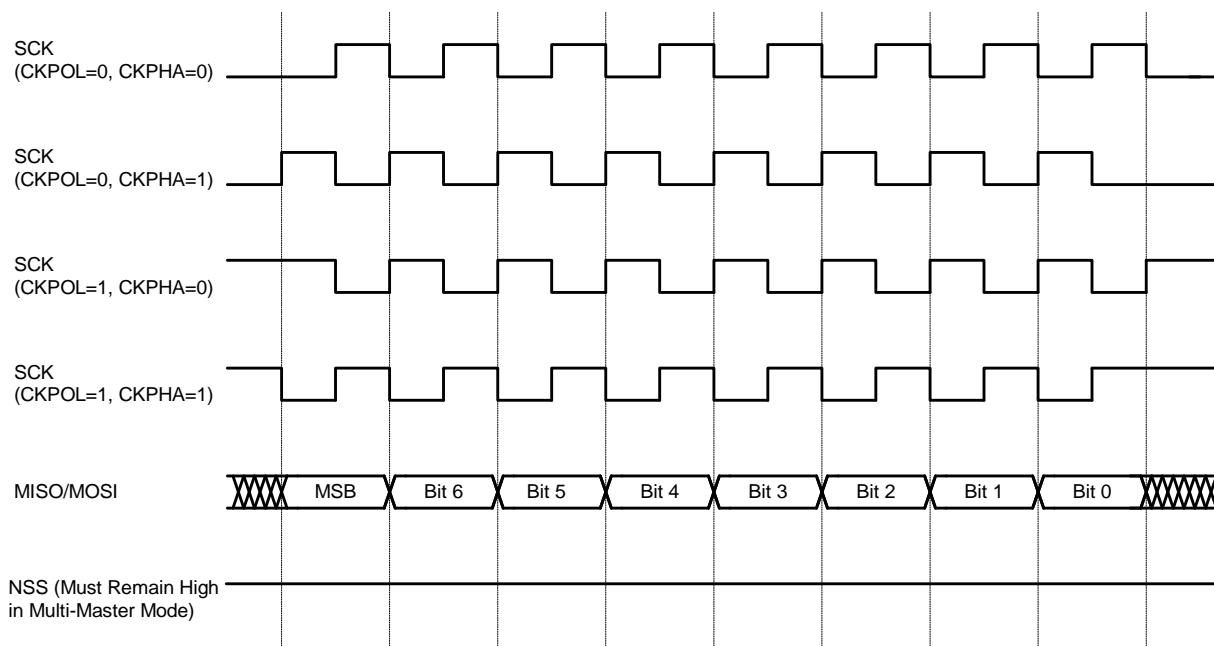 SCK
(CKPOL=0, CKPHA=0)
SCK
(CKPOL=0, CKPHA=1)
SCK
(CKPOL=1, CKPHA=0)
SCK
(CKPOL=1, CKPHA=1)
MISO/MOSI
MSB Bit 6 Bit 5 Bit 4 Bit 3 Bit 2 Bit 1 Bit 0
NSS (Must Remain High
in Multi-Master Mode)